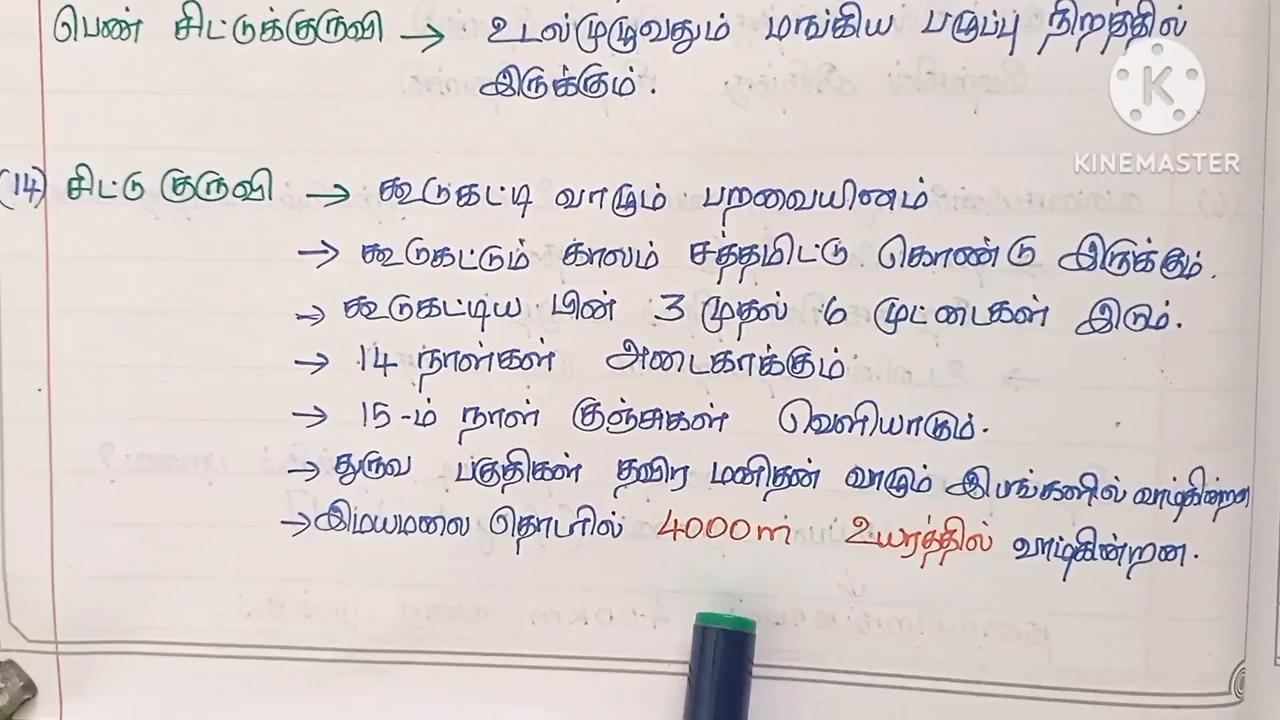 பெண் சிட்டுக்குருவி → உடல்முழுவதும் மங்கிய பழுப்பு நிறத்தில்
இருக்கும்.
K
KINEMASTER
(14) சிட்டு குருவி → கூடுகட்டி வாழும் பறவையினம்
→ கூடுகட்டும் காலம் சத்தமிட்டு கொண்டு இருக்கும்.
→ கூடுகட்டிய பின் 3 முதல் 6 முட்டைகள் இடும்.
→ 14 நாள்கள் அடைகாக்கும்
→ 15-ம் நாள் குஞ்சுகள் வெளியாகும்.
→ துருவ பகுதிகள் தவிர மனிதன் வாழும் இடங்களில் வாழ்கின்றன
→ இமயமலை தொடரில் 4000m உயரத்தில் வாழ்கின்றன.